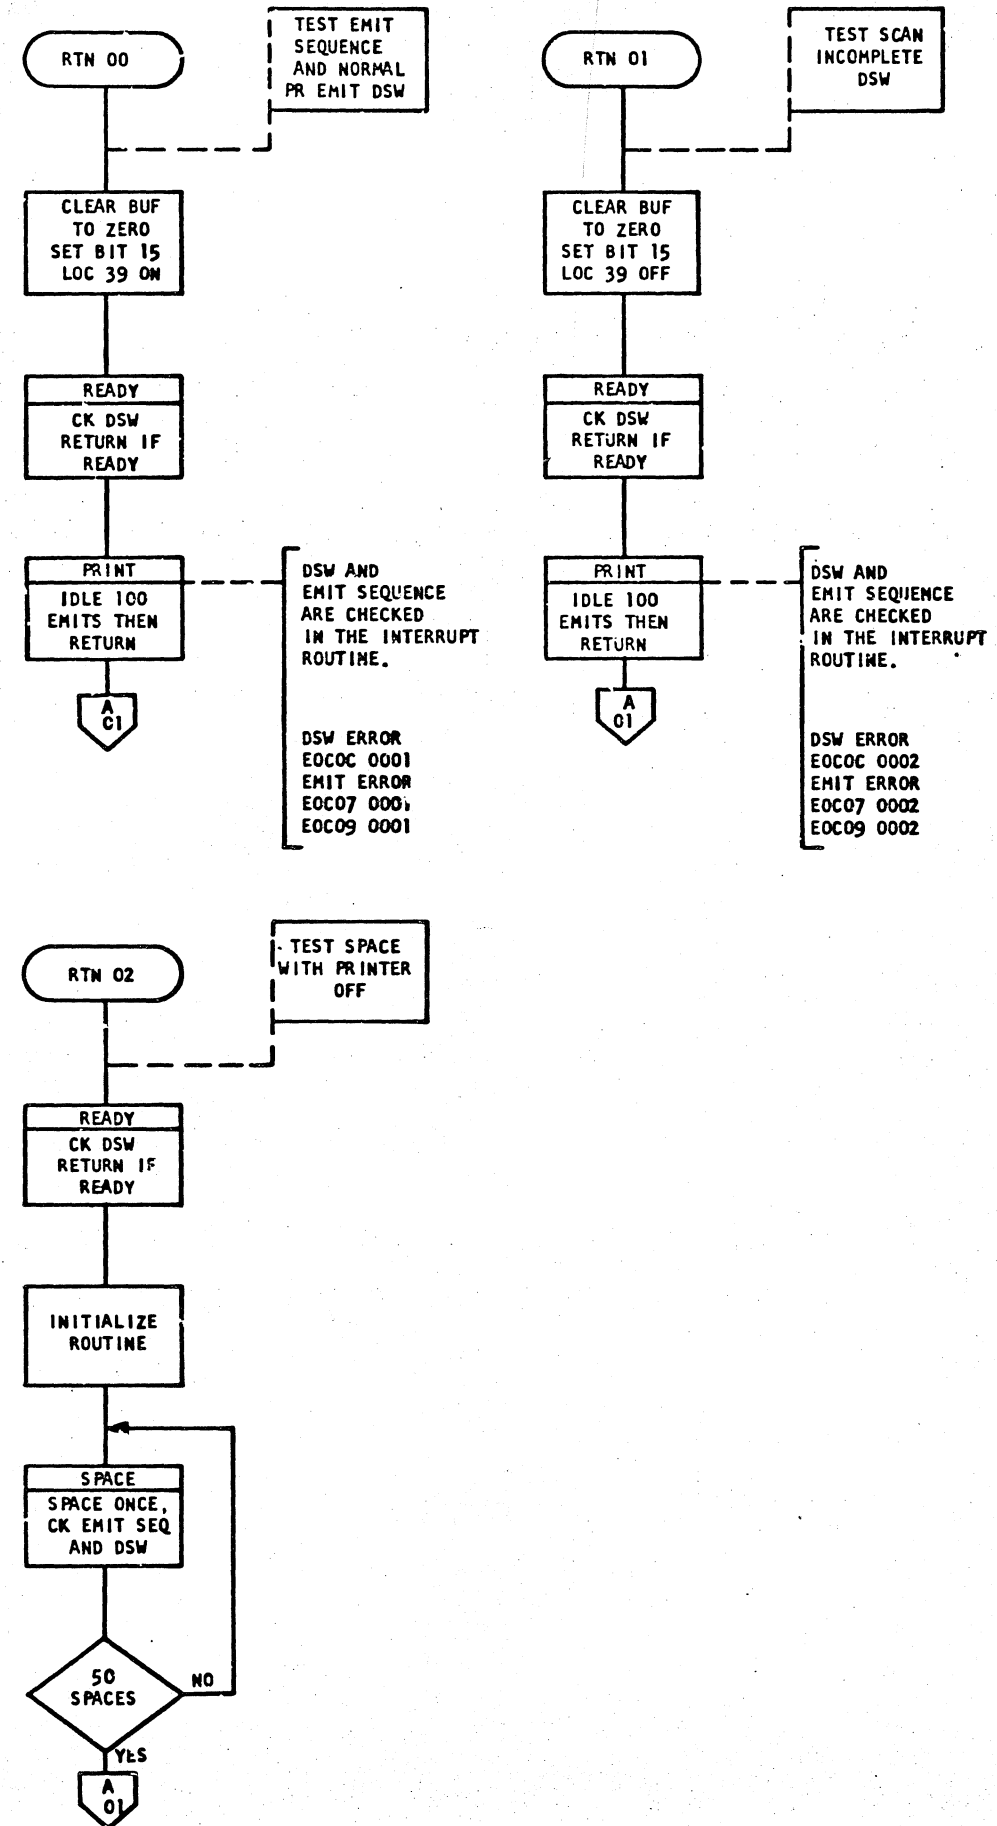 RTN 00
TEST EMIT
SEQUENCE
AND NORMAL
PR EMIT DSW
CLEAR BUF
TO ZERO
SET BIT 15
LOC 39 ON
READY
CK DSW
RETURN IF
READY
PRINT
IDLE 100
EMITS THEN
RETURN
A
01
DSW AND
EMIT SEQUENCE
ARE CHECKED
IN THE INTERRUPT
ROUTINE.
DSW ERROR
E0C0C 0001
EMIT ERROR
E0C07 0001
E0C09 0001
RTN 01
TEST SCAN
INCOMPLETE
DSW
CLEAR BUF
TO ZERO
SET BIT 15
LOC 39 OFF
READY
CK DSW
RETURN IF
READY
PRINT
IDLE 100
EMITS THEN
RETURN
A
01
DSW AND
EMIT SEQUENCE
ARE CHECKED
IN THE INTERRUPT
ROUTINE.
DSW ERROR
E0C0C 0002
EMIT ERROR
E0C07 0002
E0C09 0002
RTN 02
TEST SPACE
WITH PRINTER
OFF
READY
CK DSW
RETURN IF
READY
INITIALIZE
ROUTINE
SPACE
SPACE ONCE,
CK EMIT SEQ
AND DSW
50
SPACES
NO
YES
A
01